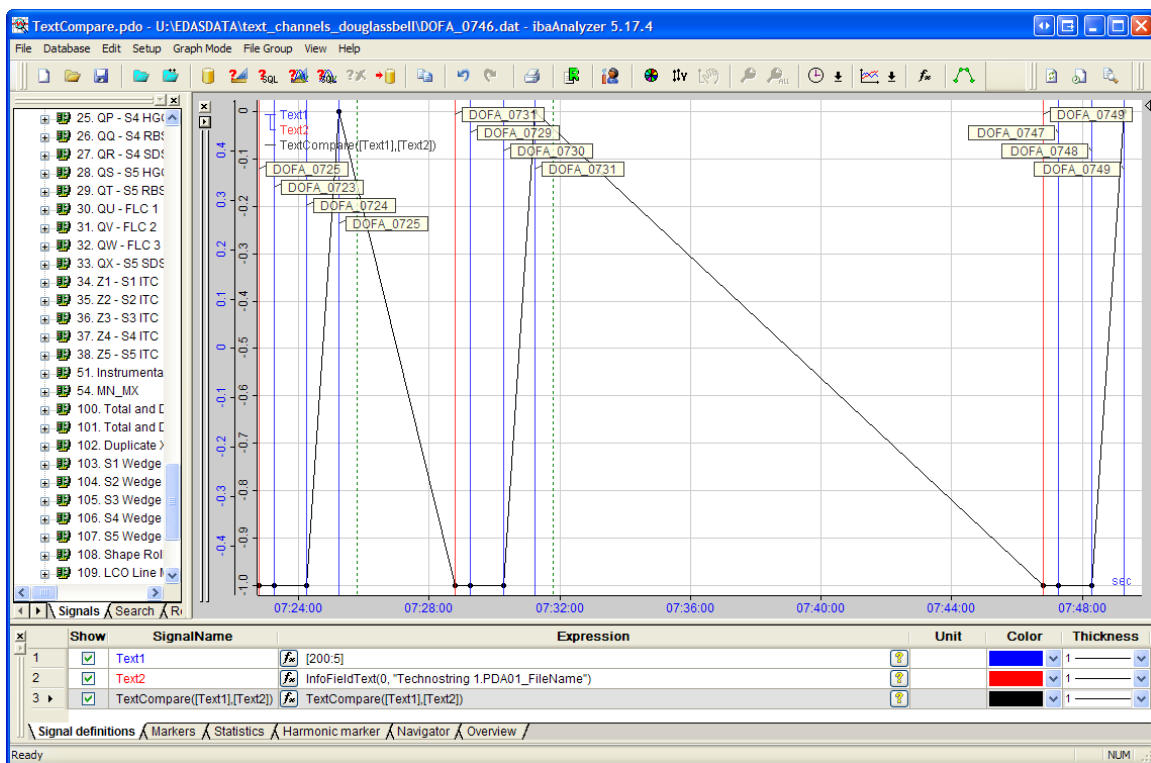 TextCompare.pdo - U:\EDASDATA\text_channels_douglassbell\DOFA_0746.dat - ibaAnalyzer 5.17.4
File Database Edit Setup Graph Mode File Group View Help
SQL ALL
25. QP - S4 HG(
26. QQ - S4 RBS
27. QR - S4 SDS
28. QS - S5 HG(
29. QT - S5 RBS
30. QU - FLC 1
31. QV - FLC 2
32. QW - FLC 3
33. QX - S5 SDS
34. Z1 - S1 ITC
35. Z2 - S2 ITC
36. Z3 - S3 ITC
37. Z4 - S4 ITC
38. Z5 - S5 ITC
51. Instrumenta
54. MN_MX
100. Total and D
101. Total and D
102. Duplicate X
103. S1 Wedge
104. S2 Wedge
105. S3 Wedge
106. S4 Wedge
107. S5 Wedge
108. Shape Rol
109. LCO Line M
Signals Search R
Text1
Text2
TextCompare([Text1],[Text2])
DOFA_0725
DOFA_0723
DOFA_0724
DOFA_0725
DOFA_0731
DOFA_0729
DOFA_0730
DOFA_0731
DOFA_0749
DOFA_0747
DOFA_0748
DOFA_0749
0.4 0.3 0.2 0.1 0 -0.1 -0.2 -0.3 -0.4
0 -0.1 -0.2 -0.3 -0.4 -0.5 -0.6 -0.7 -0.8 -0.9 -1.0
sec
07:24:00 07:28:00 07:32:00 07:36:00 07:40:00 07:44:00 07:48:00
Show SignalName Expression Unit Color Thickness
1 Text1 fx [200:5] ? 1
2 Text2 fx InfoFieldText(0, "Technostring 1.PDA01_FileName") ? 1
3 TextCompare([Text1],[Text2]) fx TextCompare([Text1],[Text2]) ? 1
Signal definitions Markers Statistics Harmonic marker Navigator Overview
Ready NUM